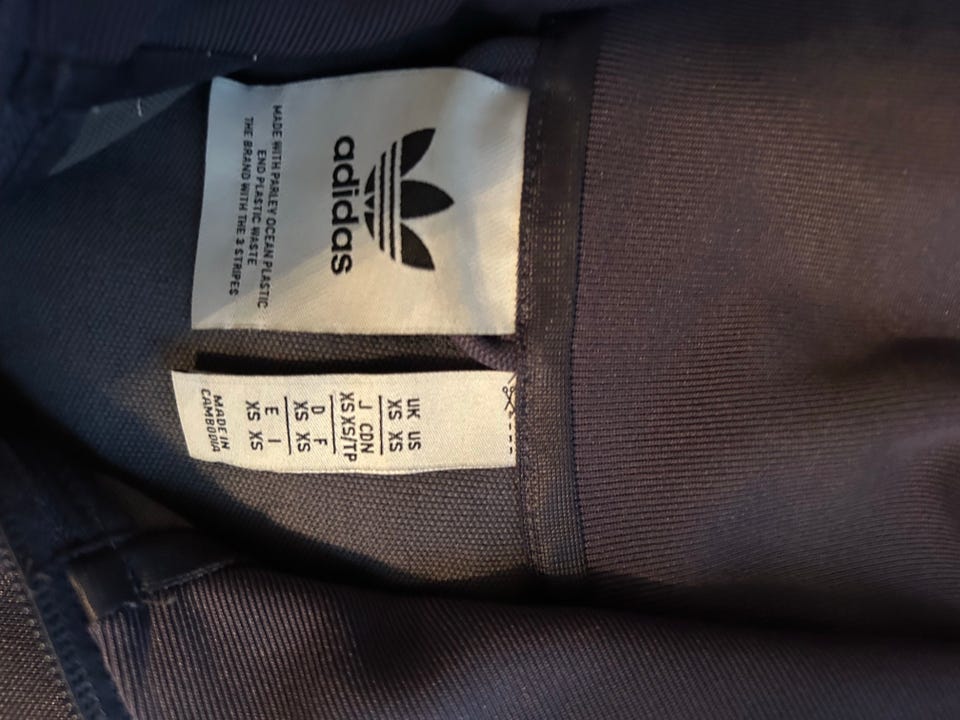 adidas
MADE WITH PARLEY OCEAN PLASTIC
END PLASTIC WASTE
THE BRAND WITH THE 3 STRIPES
UK US
XS XS
J CDN
XS XS/TP
D F
XS XS
E I
XS XS
MADE IN
CAMBODIA